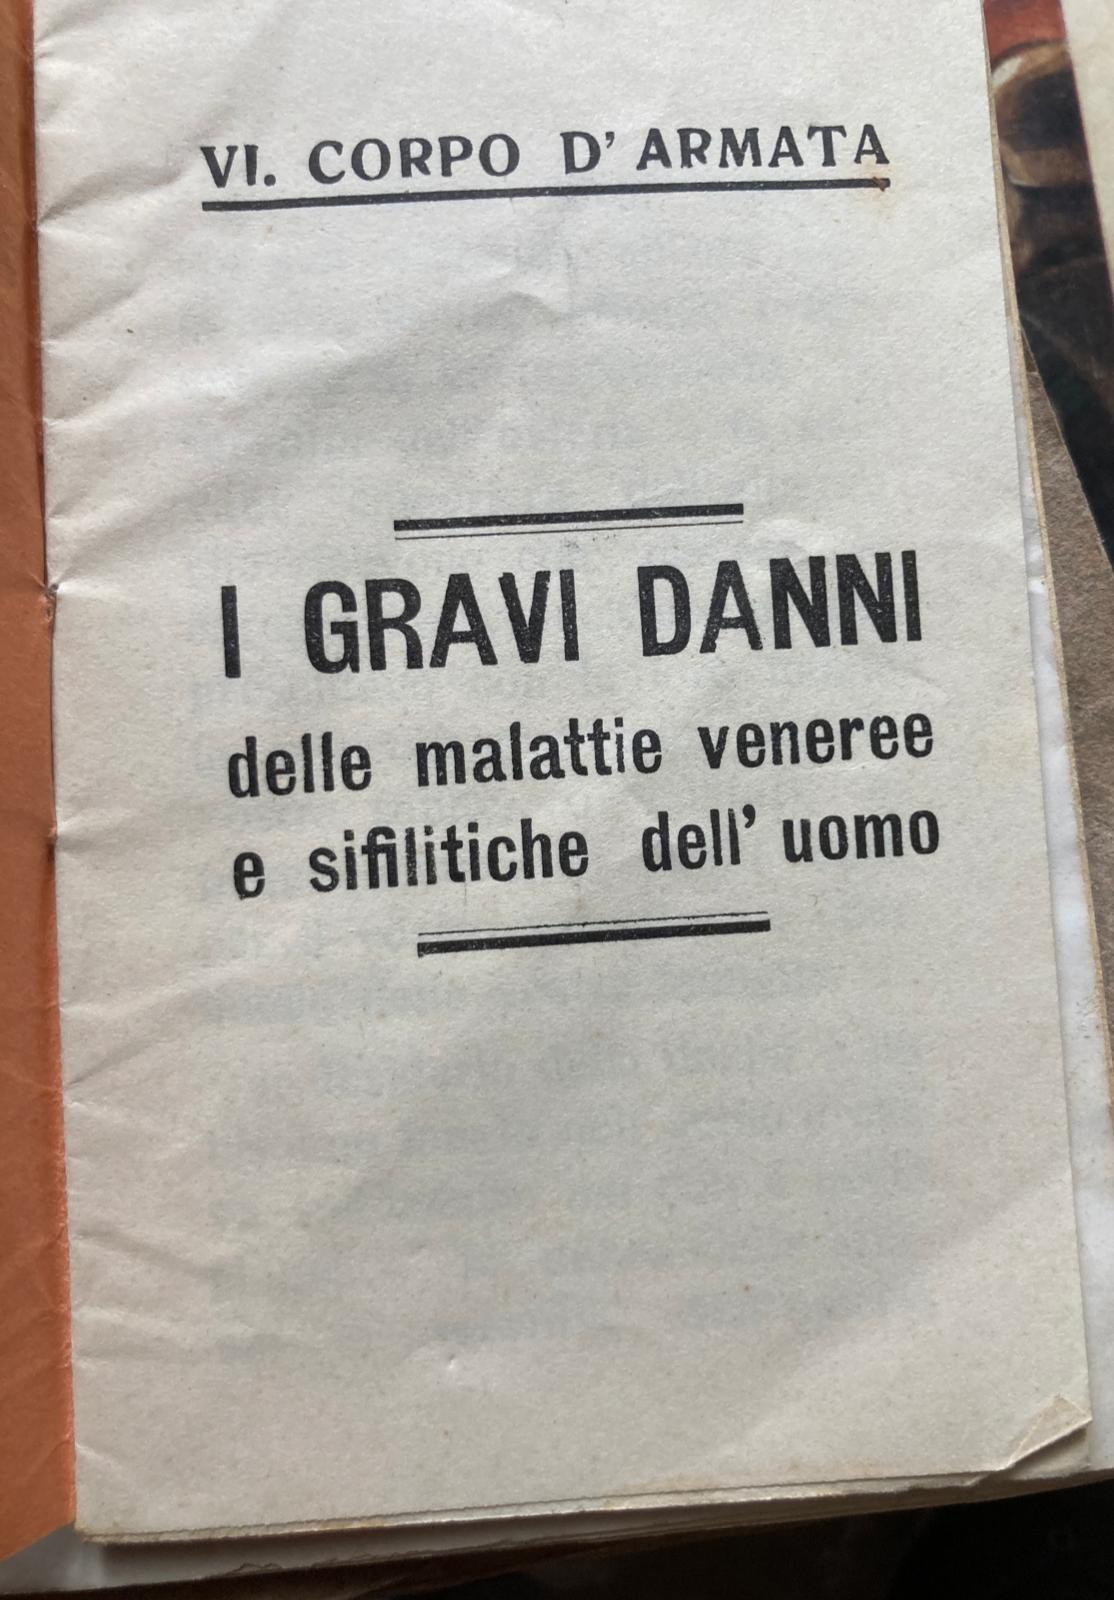 VI. CORPO D' ARMATA
I GRAVI DANNI
delle malattie veneree
e sifilitiche dell' uomo